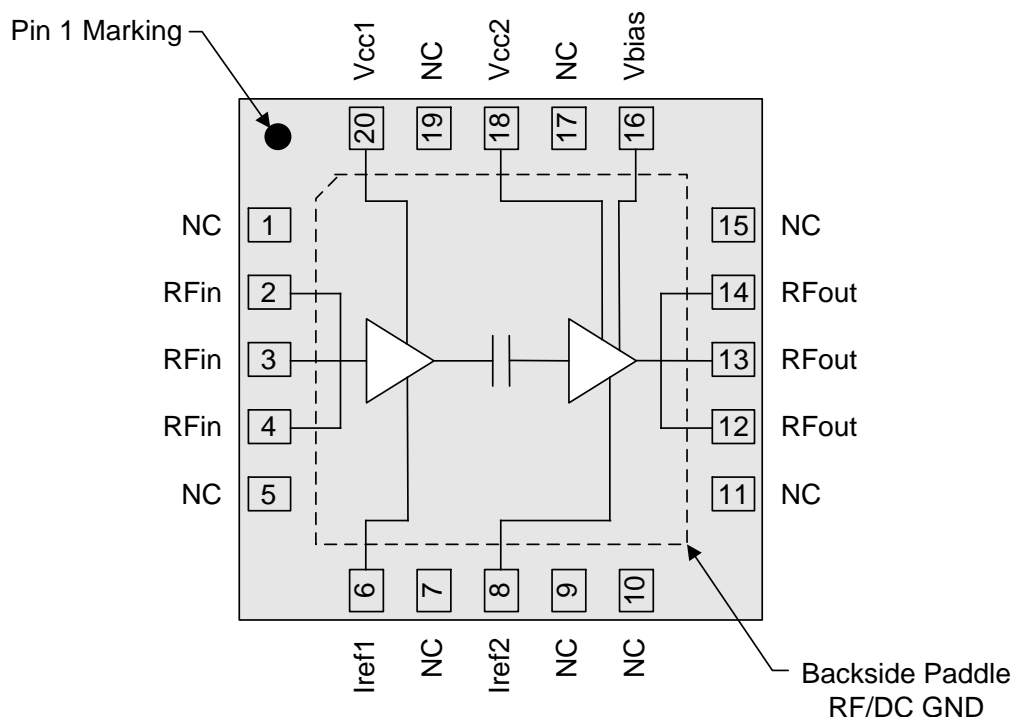 Pin 1 Marking
Vcc1
NC
Vcc2
NC
Vbias
20
19
18
17
16
NC 1
15 NC
RFin 2
14 RFout
RFin 3
13 RFout
RFin 4
12 RFout
NC 5
11 NC
6
7
8
9
10
Iref1
NC
Iref2
NC
NC
Backside Paddle
RF/DC GND